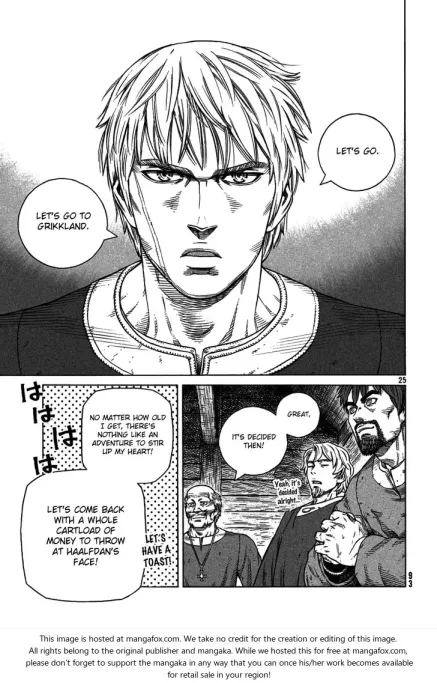 LET'S GO.
LET'S GO TO
GRIKKLAND.
25
GREAT,
IT'S DECIDED
THEN!
Yeah, it's
decided
alright...
は
は
は
は
NO MATTER HOW OLD
I GET, THERE'S
NOTHING LIKE AN
ADVENTURE TO STIR
UP MY HEART!
LET'S COME BACK
WITH A WHOLE
CARTLOAD OF
MONEY TO THROW
AT HAALFDAN'S
FACE!
LET'S
HAVE A
TOAST!
93
This image is hosted at mangafox.com. We take no credit for the creation or editing of this image.
All rights belong to the original publisher and mangaka. While we hosted this for free at mangafox.com,
please don't forget to support the mangaka in any way that you can once his/her work becomes available
for retail sale in your region!